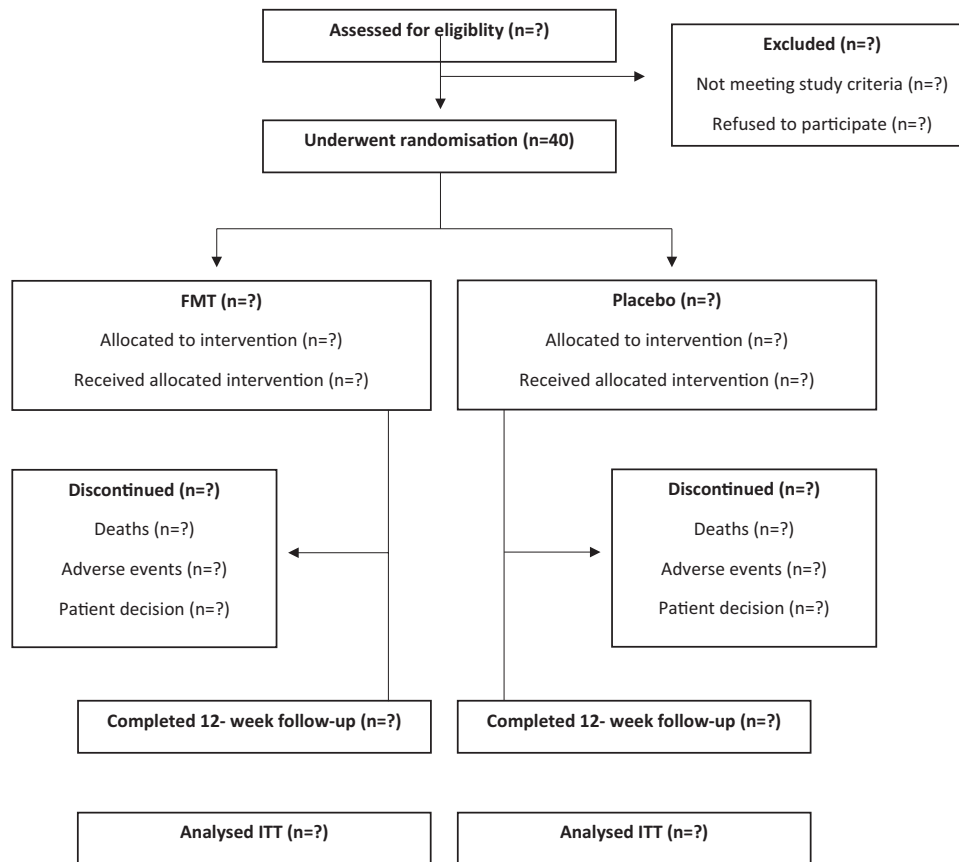 Assessed for eligiblity (n=?)
Excluded (n=?)
Not meeting study criteria (n=?)
Refused to participate (n=?)
Underwent randomisation (n=40)
FMT (n=?)
Allocated to intervention (n=?)
Received allocated intervention (n=?)
Placebo (n=?)
Allocated to intervention (n=?)
Received allocated intervention (n=?)
Discontinued (n=?)
Deaths (n=?)
Adverse events (n=?)
Patient decision (n=?)
Discontinued (n=?)
Deaths (n=?)
Adverse events (n=?)
Patient decision (n=?)
Completed 12- week follow-up (n=?)
Completed 12- week follow-up (n=?)
Analysed ITT (n=?)
Analysed ITT (n=?)